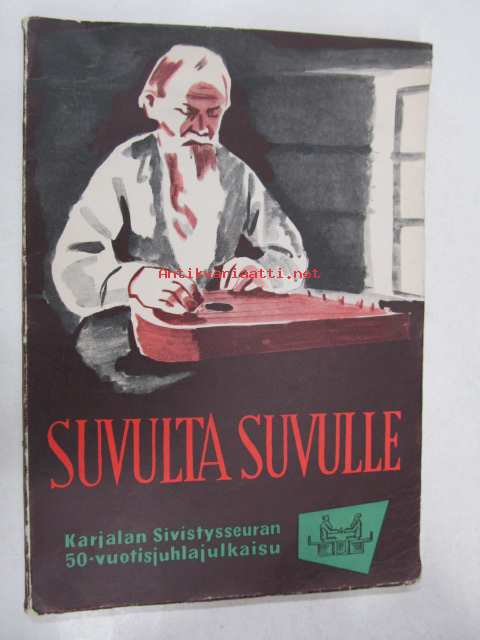 Antikvariaatti.net
SUVULTA SUVULLE
Karjalan Sivistysseuran
50-vuotisjuhlajulkaisu